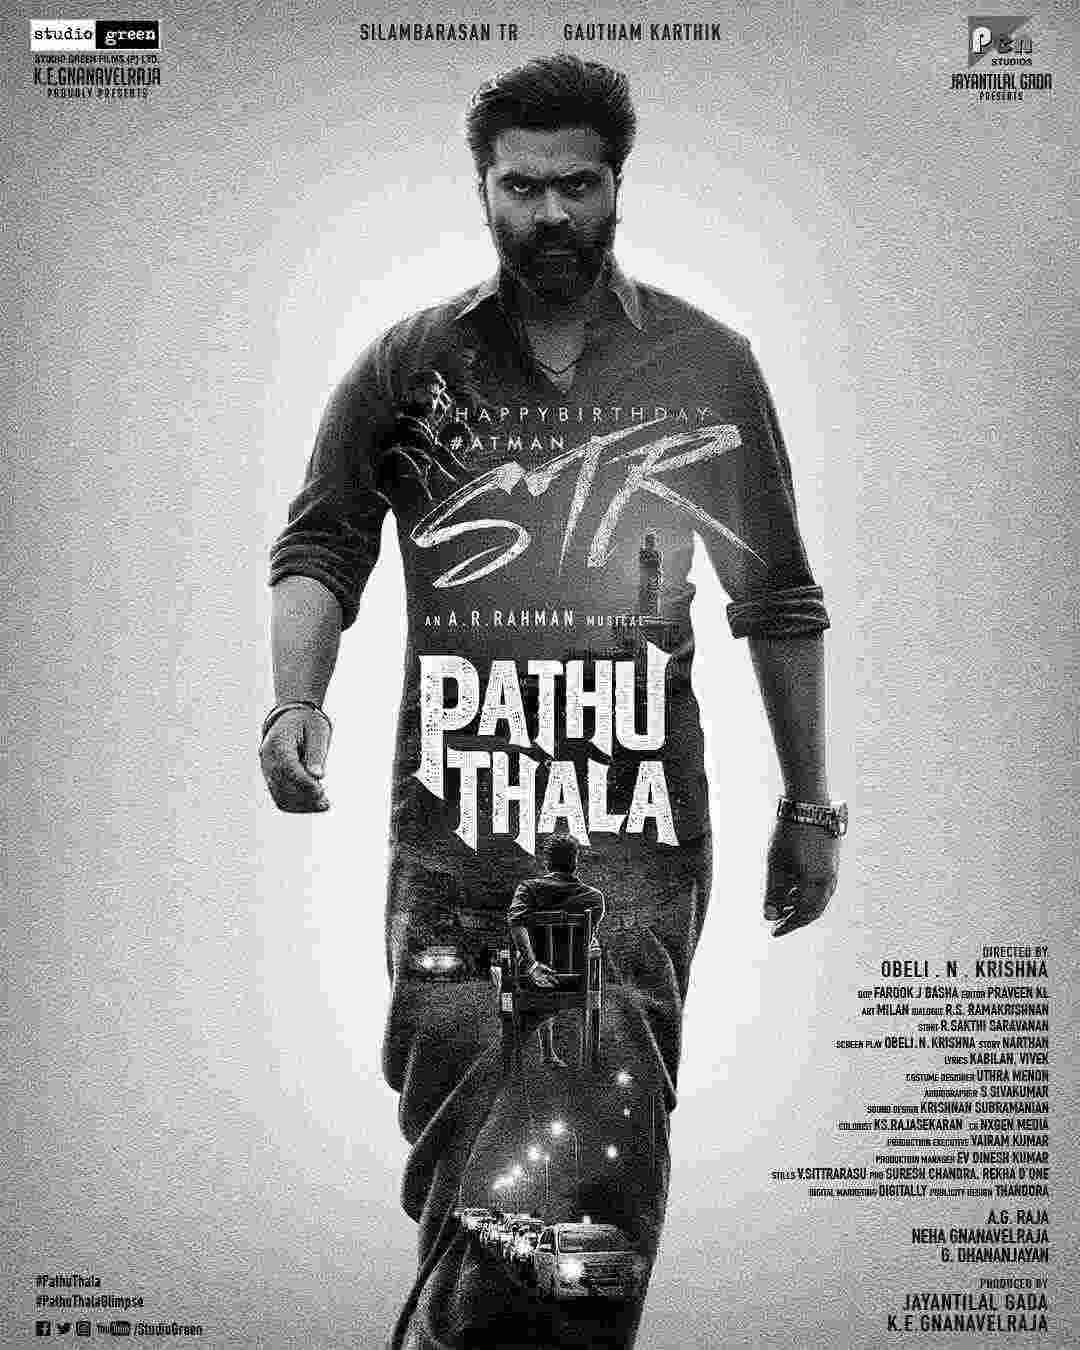 studio green
STUDIO GREEN FILMS (P) LTD.
K.E.GNANAVELRAJA
PROUDLY PRESENTS
SILAMBARASAN TR GAUTHAM KARTHIK
Pen
STUDIOS
JAYANTILAL GADA
PRESENTS
HAPPYBIRTHDAY
#ATMAN
STR
AN A.R.RAHMAN MUSICAL
PATHU
THALA
DIRECTED BY
OBELI . N . KRISHNA
DOP FAROOK J BASHA EDITOR PRAVEEN KL
ART MILAN DIALOGUE R.S. RAMAKRISHNAN
STUNT R.SAKTHI SARAVANAN
SCREEN PLAY OBELI. N. KRISHNA STORY NARTHAN
LYRICS KABILAN, VIVEK
COSTUME DESIGNER UTHRA MENON
AUDIOGRAPHER S SIVAKUMAR
SOUND DESIGN KRISHNAN SUBRAMANIAN
COLORIST KS.RAJASEKARAN CG NXGEN MEDIA
PRODUCTION EXECUTIVE VAIRAM KUMAR
PRODUCTION MANAGER EV DINESH KUMAR
STILLS V.SITTRARASU PRO SURESH CHANDRA, REKHA D'ONE
DIGITAL MARKETING DIGITALLY PUBLICITY DESIGN THANDORA
A.G. RAJA
NEHA GNANAVELRAJA
G. DHANANJAYAN
PRODUCED BY
JAYANTILAL GADA
K.E.GNANAVELRAJA
#PathuThala
#PathuThalaGlimpse
YouTube /StudioGreen